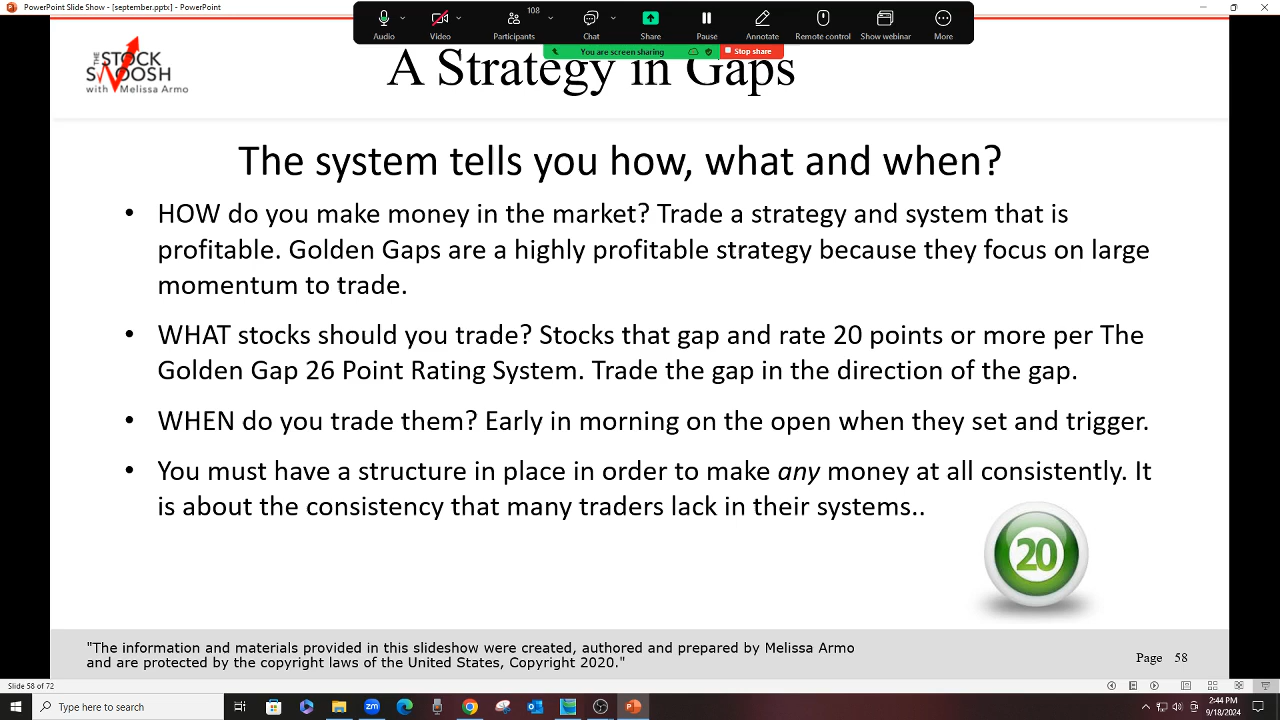 PowerPoint Slide Show - [september.pptx] - PowerPoint
Audio
Video
108
Participants
Chat
Share
Pause
Annotate
Remote control
Show webinar
More
You are screen sharing
Stop share
THE STOCK
SWOOSH
with Melissa Armo
A Strategy in Gaps
The system tells you how, what and when?
• HOW do you make money in the market? Trade a strategy and system that is
profitable. Golden Gaps are a highly profitable strategy because they focus on large
momentum to trade.
• WHAT stocks should you trade? Stocks that gap and rate 20 points or more per The
Golden Gap 26 Point Rating System. Trade the gap in the direction of the gap.
• WHEN do you trade them? Early in morning on the open when they set and trigger.
• You must have a structure in place in order to make any money at all consistently. It
is about the consistency that many traders lack in their systems..
20
"The information and materials provided in this slideshow were created, authored and prepared by Melissa Armo
and are protected by the copyright laws of the United States, Copyright 2020."
Page 58
Slide 58 of 72
Type here to search
2:44 PM
9/18/2024